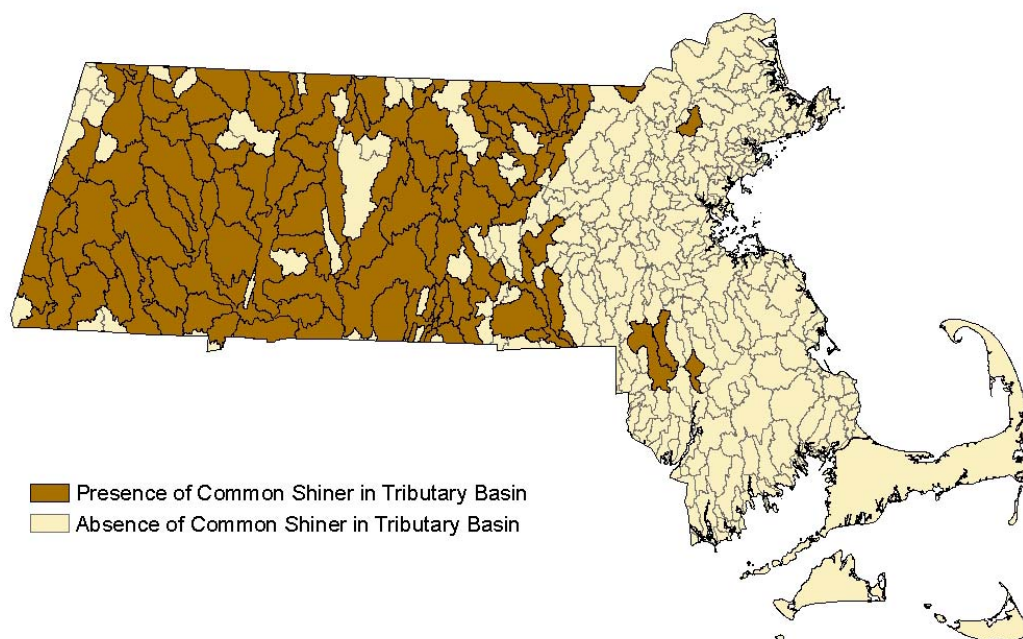 Presence of Common Shiner in Tributary Basin
Absence of Common Shiner in Tributary Basin